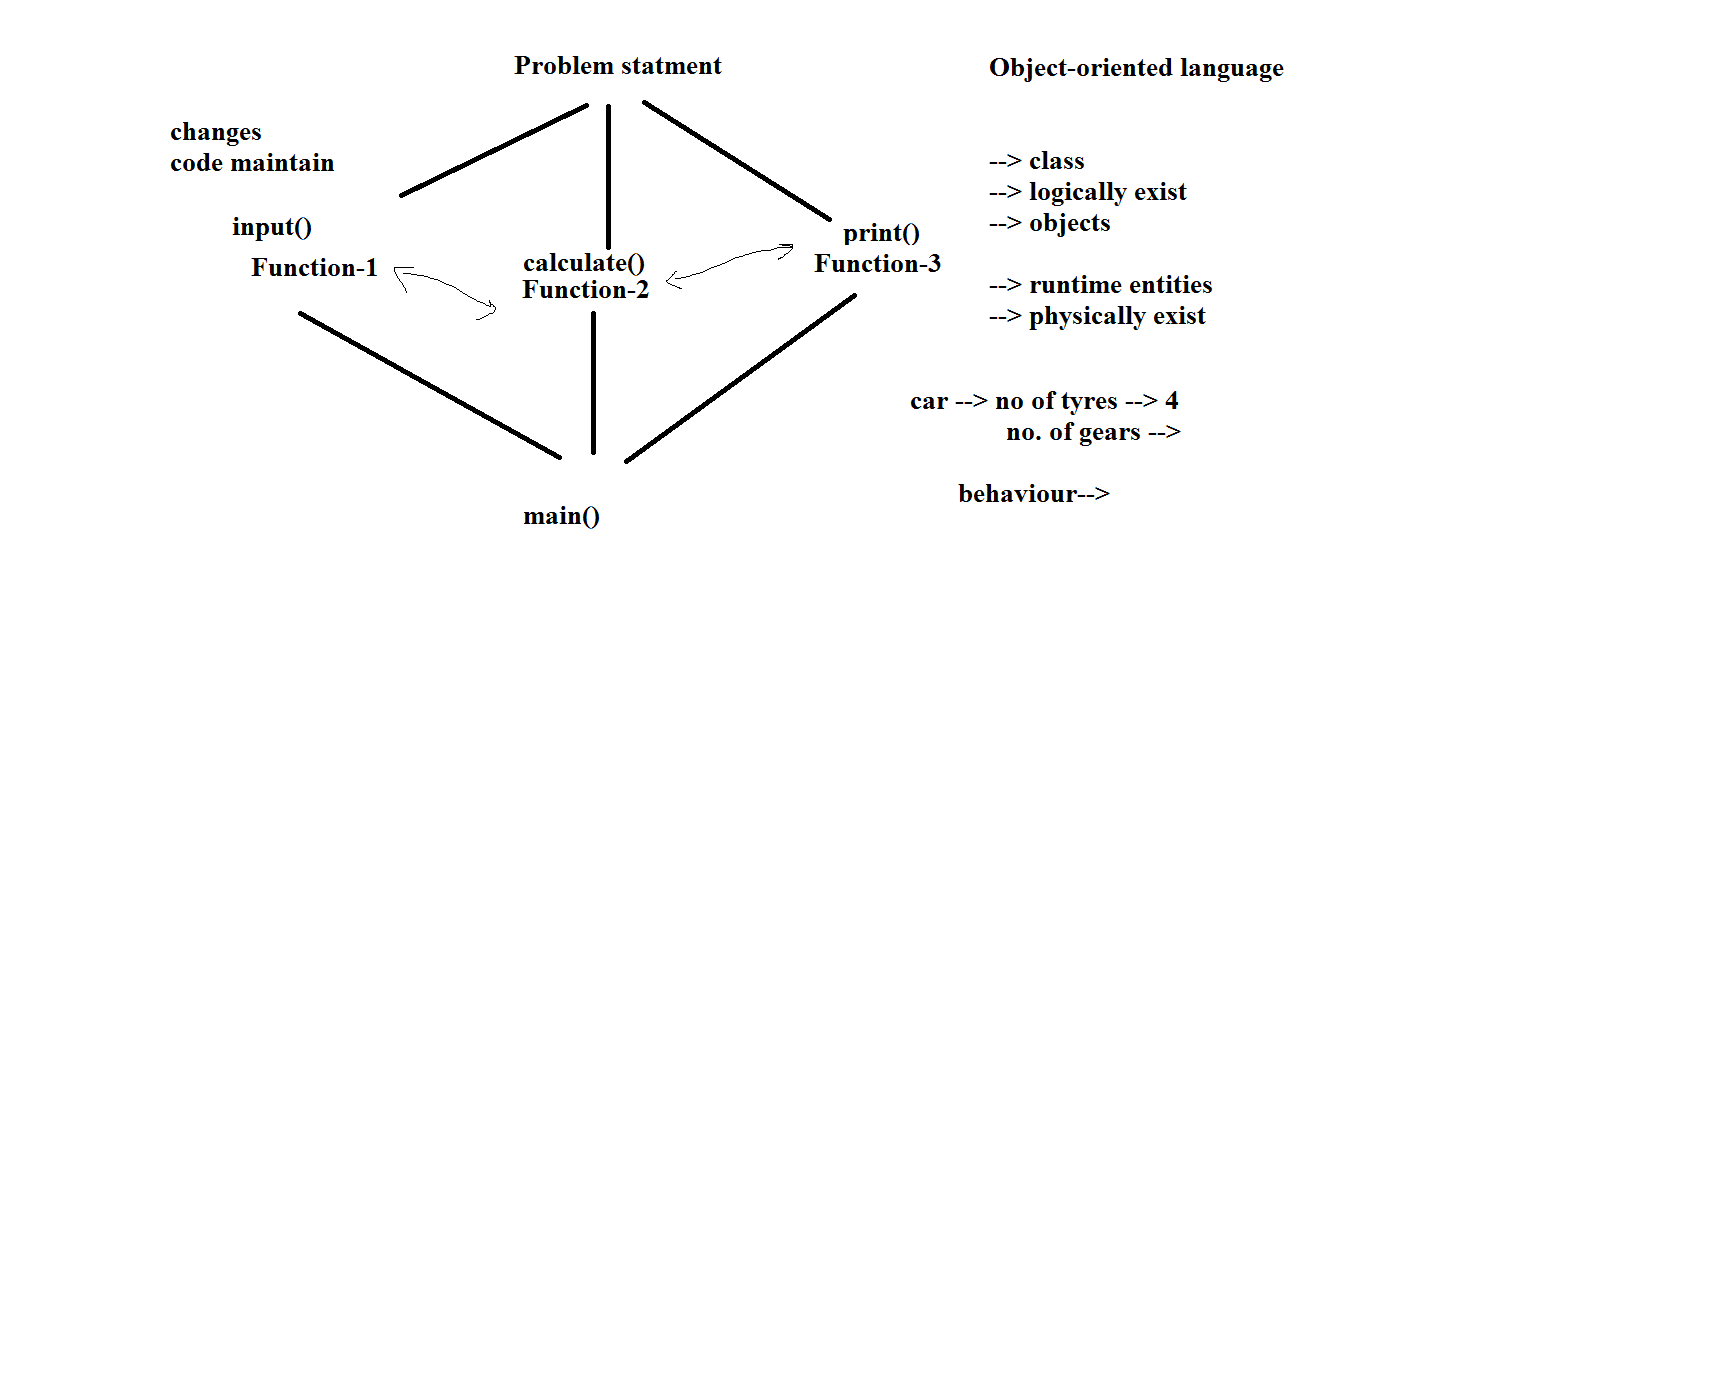 Problem statment
changes
code maintain
input()
Function-1
calculate()
Function-2
print()
Function-3
main()
Object-oriented language
--> class
--> logically exist
--> objects
--> runtime entities
--> physically exist
car --> no of tyres --> 4
no. of gears -->
behaviour-->